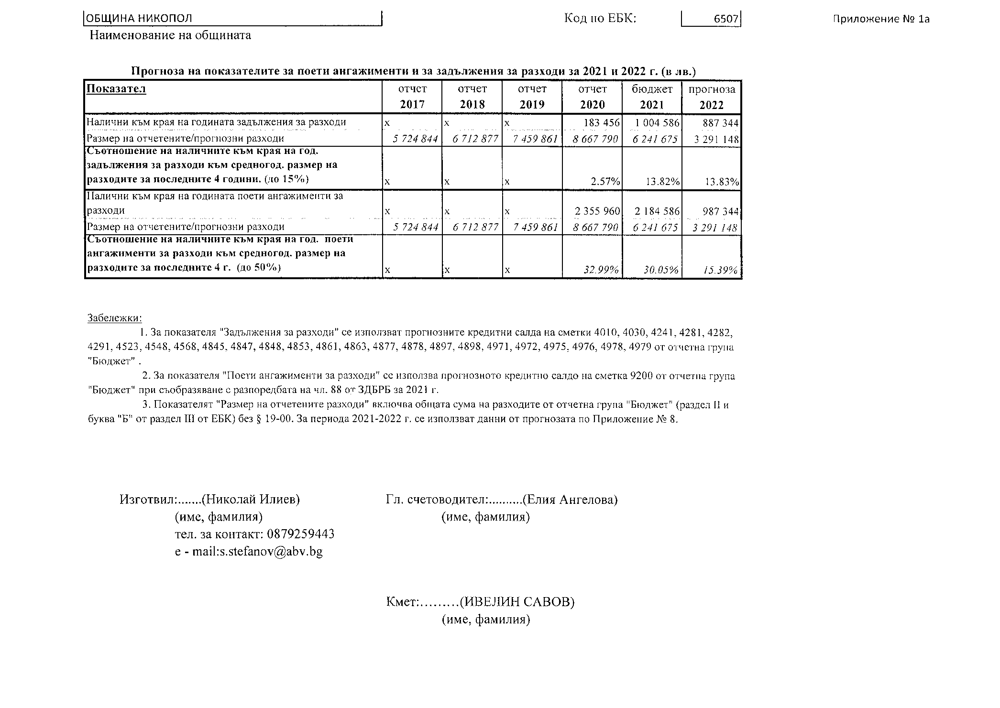 ОБЩИНА НИКОПОЛ Код по ЕБК: 6507 Приложение № 1а
Наименование на общината
Прогноза на показателите за поети ангажименти и за задължения за разходи за 2021 и 2022 г. (в лв.)
Показател отчет отчет отчет отчет бюджет прогноза
2017 2018 2019 2020 2021 2022
Налични към края на годината задължения за разходи x x x 183 456 1 004 586 887 344
Размер на отчетените/прогнозни разходи 5 724 844 6 712 877 7 459 861 8 667 790 6 241 675 3 291 148
Съотношение на наличните към края на год.
задължения за разходи към средногод. размер на
разходите за последните 4 години. (до 15%) x x x 2.57% 13.82% 13.83%
Налични към края на годината поети ангажименти за
разходи x x x 2 355 960 2 184 586 987 344
Размер на отчетените/прогнозни разходи 5 724 844 6 712 877 7 459 861 8 667 790 6 241 675 3 291 148
Съотношение на наличните към края на год. поети
ангажименти за разходи към средногод. размер на
разходите за последните 4 г. (до 50%) x x x 32.99% 30.05% 15.39%
Забележки:
1. За показателя "Задължения за разходи" се използват прогнозните кредитни салда на сметки 4010, 4030, 4241, 4281, 4282,
4291, 4523, 4548, 4568, 4845, 4847, 4848, 4853, 4861, 4863, 4877, 4878, 4897, 4898, 4971, 4972, 4975, 4976, 4978, 4979 от отчетна група
"Бюджет" .
2. За показателя "Поети ангажименти за разходи" се използва прогнозното кредитно салдо на сметка 9200 от отчетна група
"Бюджет" при съобразяване с разпоредбата на чл. 88 от ЗДБРБ за 2021 г.
3. Показателят "Размер на отчетените разходи" включва общата сума на разходите от отчетна група "Бюджет" (раздел II и
буква "Б" от раздел III от ЕБК) без § 19-00. За периода 2021-2022 г. се използват данни от прогнозата по Приложение № 8.
Изготвил:.......(Николай Илиев) Гл. счетоводител:..........(Елия Ангелова)
(име, фамилия) (име, фамилия)
тел. за контакт: 0879259443
е - mail:s.stefanov@abv.bg
Кмет:.........(ИВЕЛИН САВОВ)
(име, фамилия)